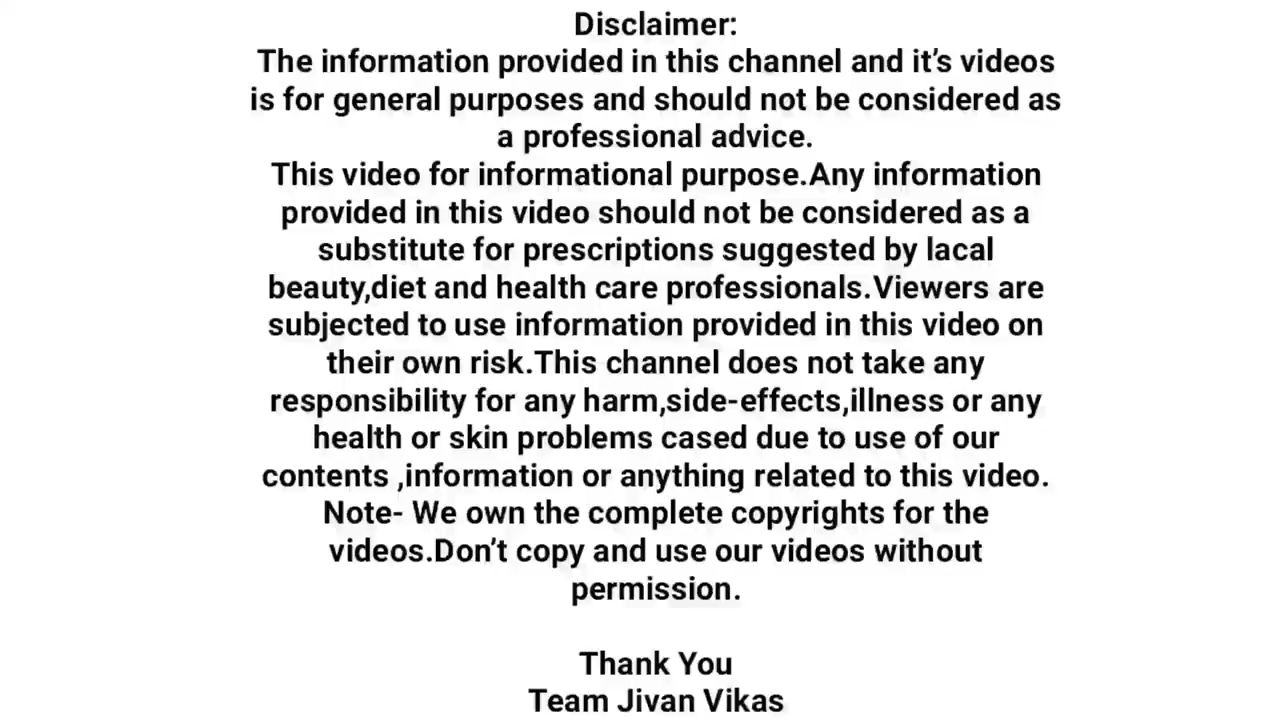 Disclaimer:
The information provided in this channel and it's videos
is for general purposes and should not be considered as
a professional advice.
This video for informational purpose.Any information
provided in this video should not be considered as a
substitute for prescriptions suggested by lacal
beauty,diet and health care professionals.Viewers are
subjected to use information provided in this video on
their own risk.This channel does not take any
responsibility for any harm,side-effects,illness or any
health or skin problems cased due to use of our
contents ,information or anything related to this video.
Note- We own the complete copyrights for the
videos.Don't copy and use our videos without
permission.
Thank You
Team Jivan Vikas